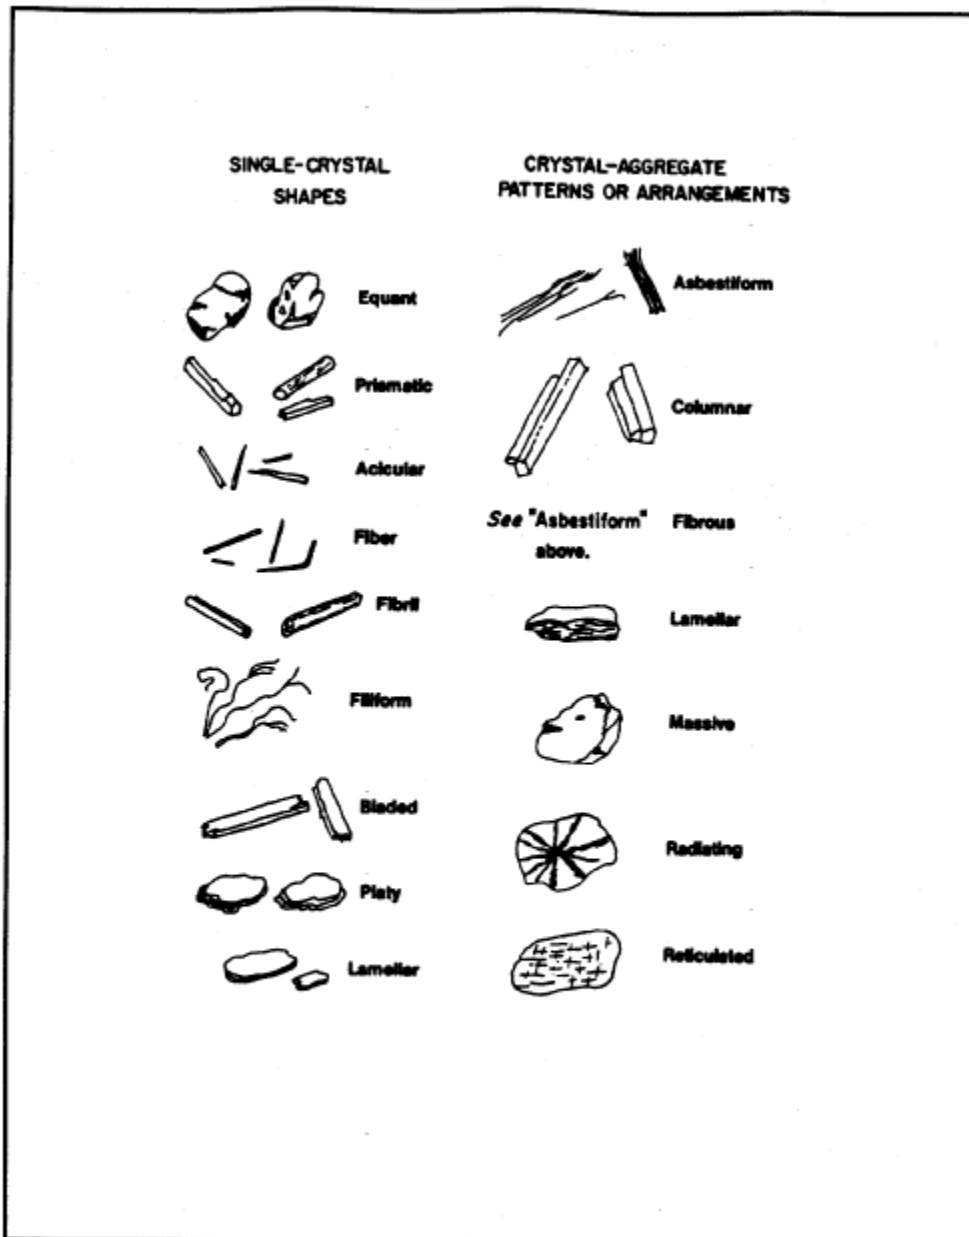 SINGLE-CRYSTAL
SHAPES
Equant
Prismatic
Acicular
Fiber
Fibril
Filiform
Bladed
Platy
Lamellar
CRYSTAL-AGGREGATE
PATTERNS OR ARRANGEMENTS
Asbestiform
Columnar
See "Asbestiform" Fibrous
above.
Lamellar
Massive
Radiating
Reticulated